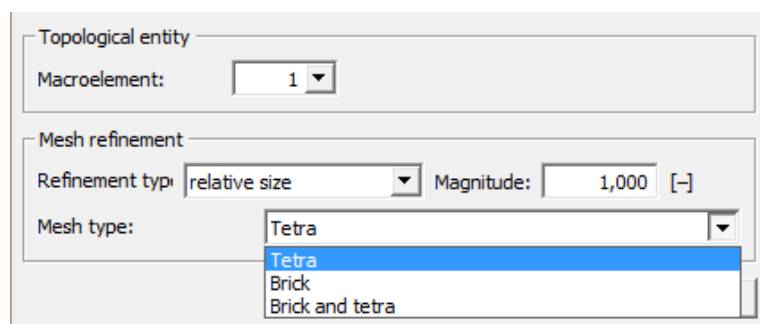 Topological entity
Macroelement: 1
Mesh refinement
Refinement type relative size Magnitude: 1,000 [-]
Mesh type: Tetra
Tetra
Brick
Brick and tetra